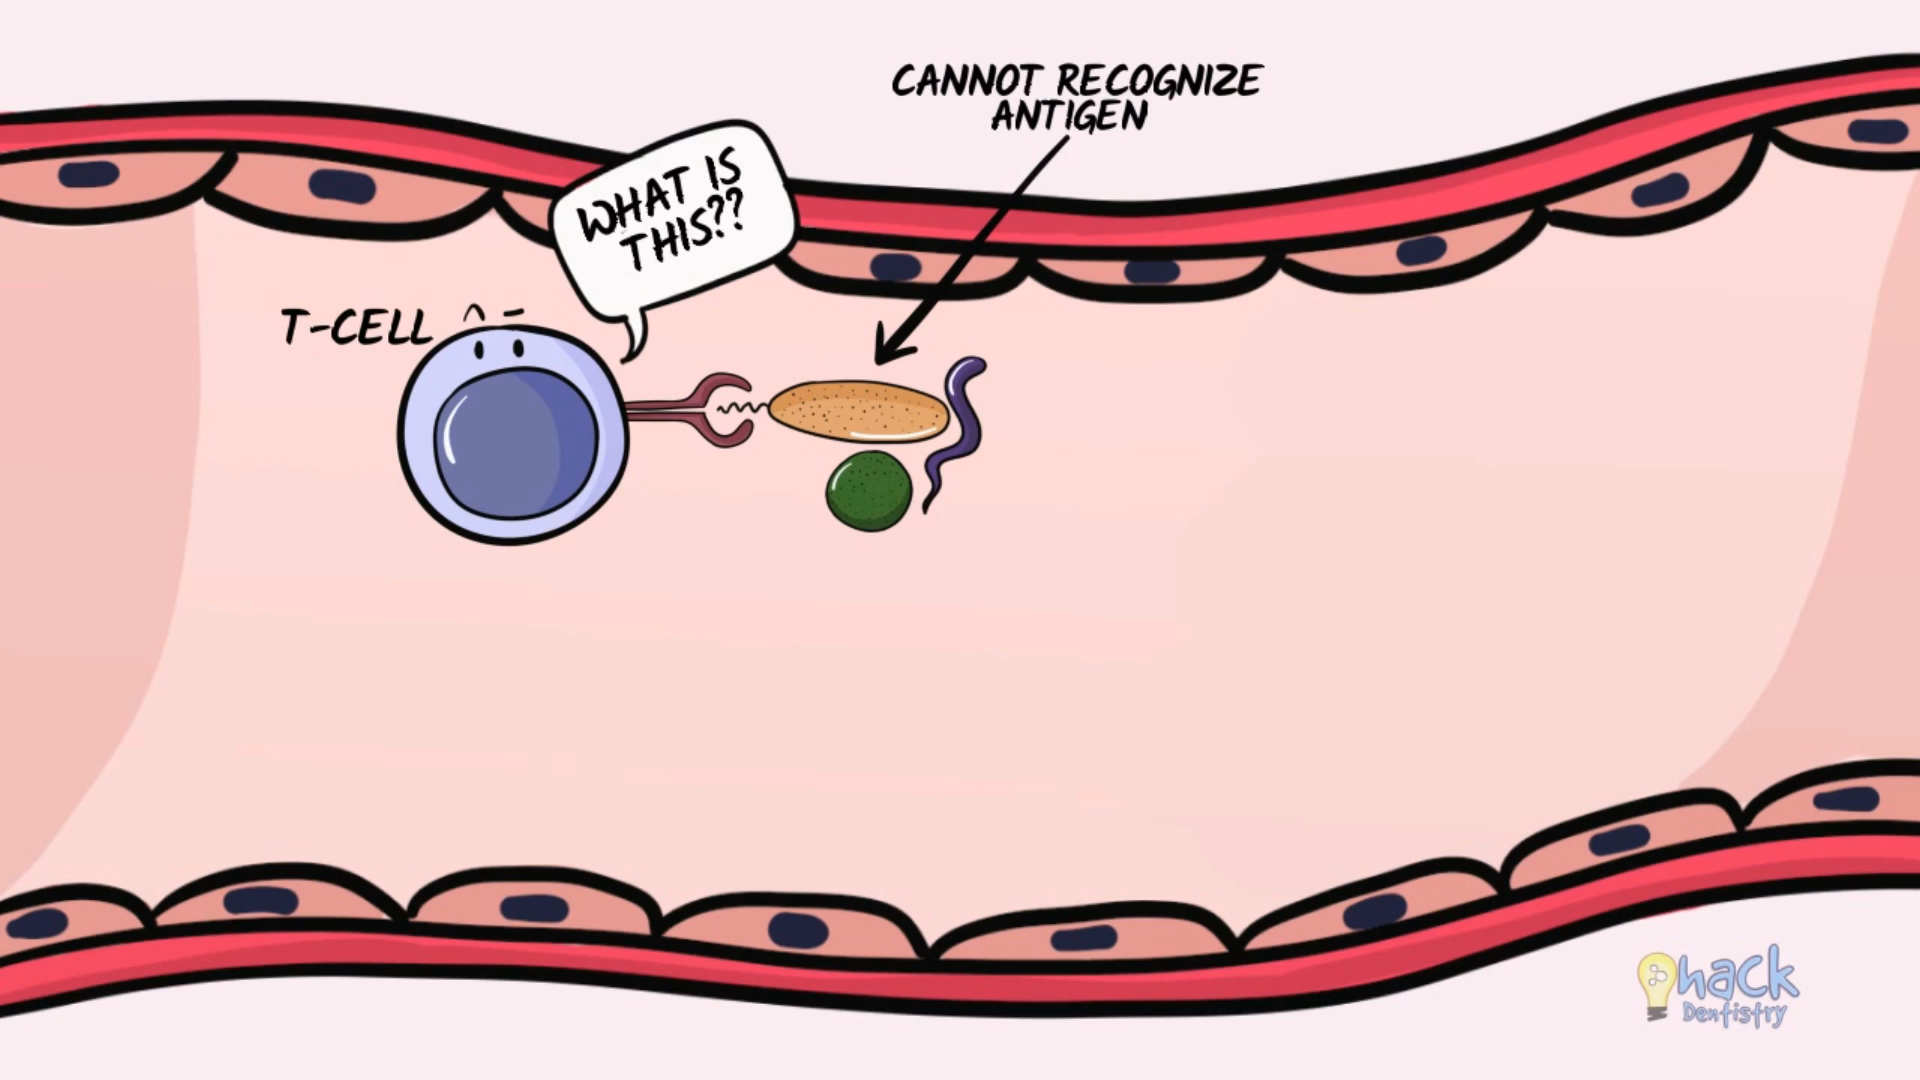 CANNOT RECOGNIZE
ANTIGEN
WHAT IS
THIS??
T-CELL
hack
Dentistry